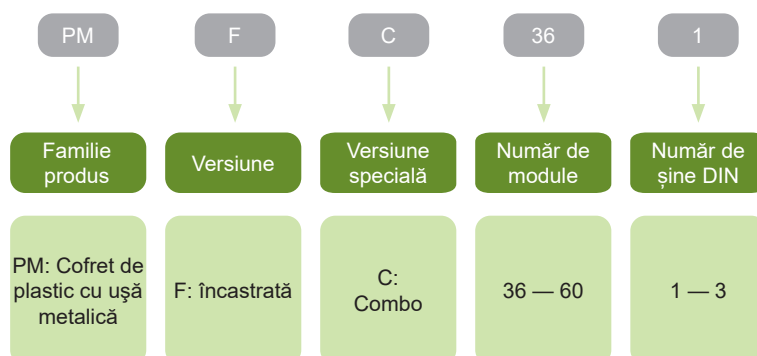 PM F C 36 1
Familie produs Versiune Versiune specială Număr de module Număr de șine DIN
PM: Cofret de plastic cu uşă metalică F: încastrată C: Combo 36 — 60 1 — 3